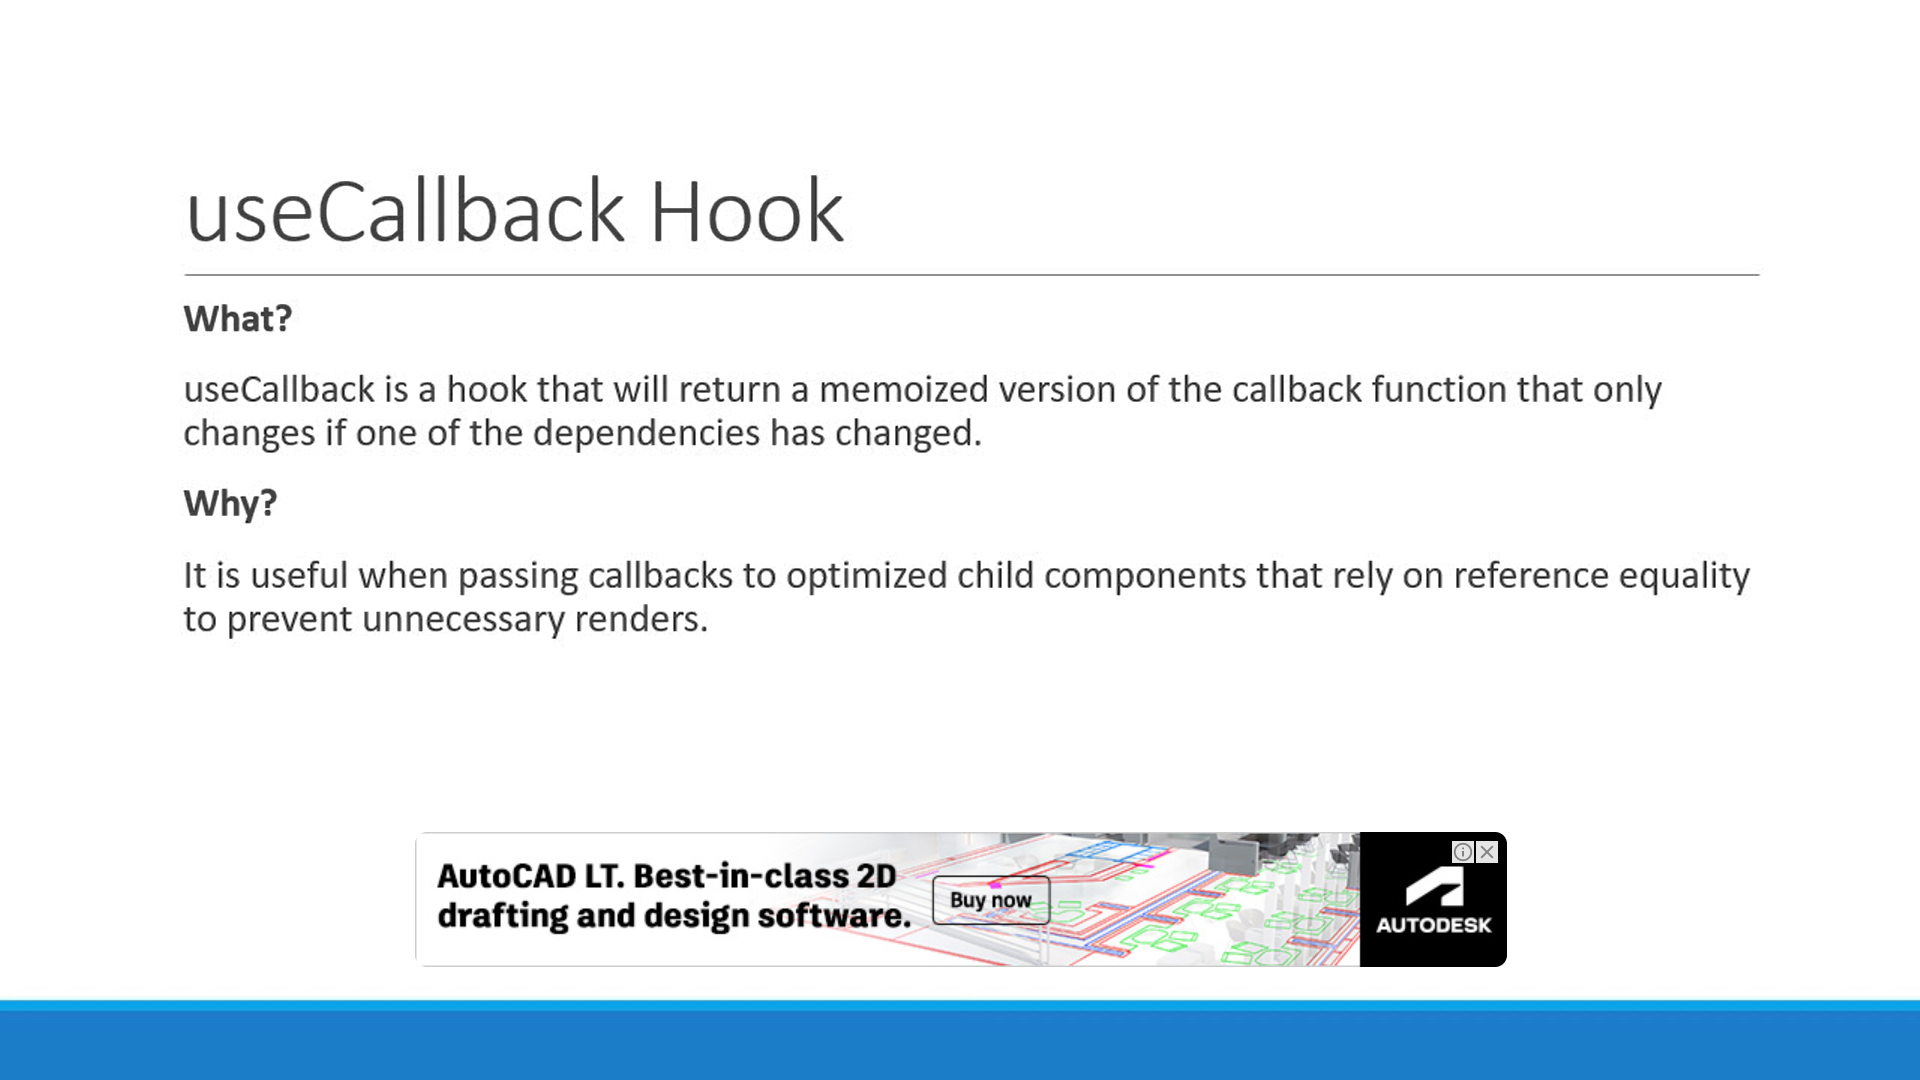 useCallback Hook
What?
useCallback is a hook that will return a memoized version of the callback function that only
changes if one of the dependencies has changed.
Why?
It is useful when passing callbacks to optimized child components that rely on reference equality
to prevent unnecessary renders.
AutoCAD LT. Best-in-class 2D
drafting and design software.
Buy now
AUTODESK